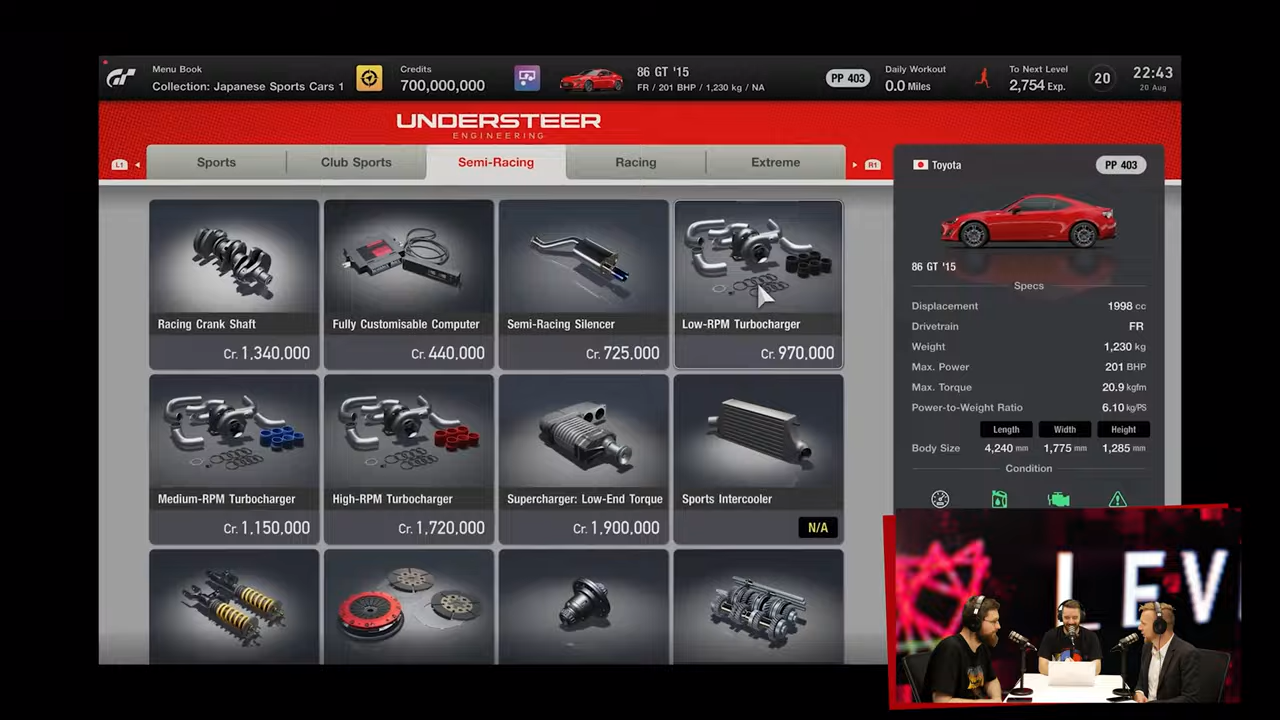 GT
Menu Book
Collection: Japanese Sports Cars 1
Credits
700,000,000
86 GT '15
FR / 201 BHP / 1,230 kg / NA
PP 403
Daily Workout
0.0 Miles
To Next Level
2,754 Exp.
20
22:43
20 Aug
UNDERSTEER
ENGINEERING
L1
Sports
Club Sports
Semi-Racing
Racing
Extreme
R1
Racing Crank Shaft
Cr. 1,340,000
Fully Customisable Computer
Cr. 440,000
Semi-Racing Silencer
Cr. 725,000
Low-RPM Turbocharger
Cr. 970,000
Medium-RPM Turbocharger
Cr. 1,150,000
High-RPM Turbocharger
Cr. 1,720,000
Supercharger: Low-End Torque
Cr. 1,900,000
Sports Intercooler
N/A
Toyota
PP 403
86 GT '15
Specs
Displacement 1998 cc
Drivetrain FR
Weight 1,230 kg
Max. Power 201 BHP
Max. Torque 20.9 kgfm
Power-to-Weight Ratio 6.10 kg/PS
Length Width Height
Body Size 4,240 mm 1,775 mm 1,285 mm
Condition
LEV